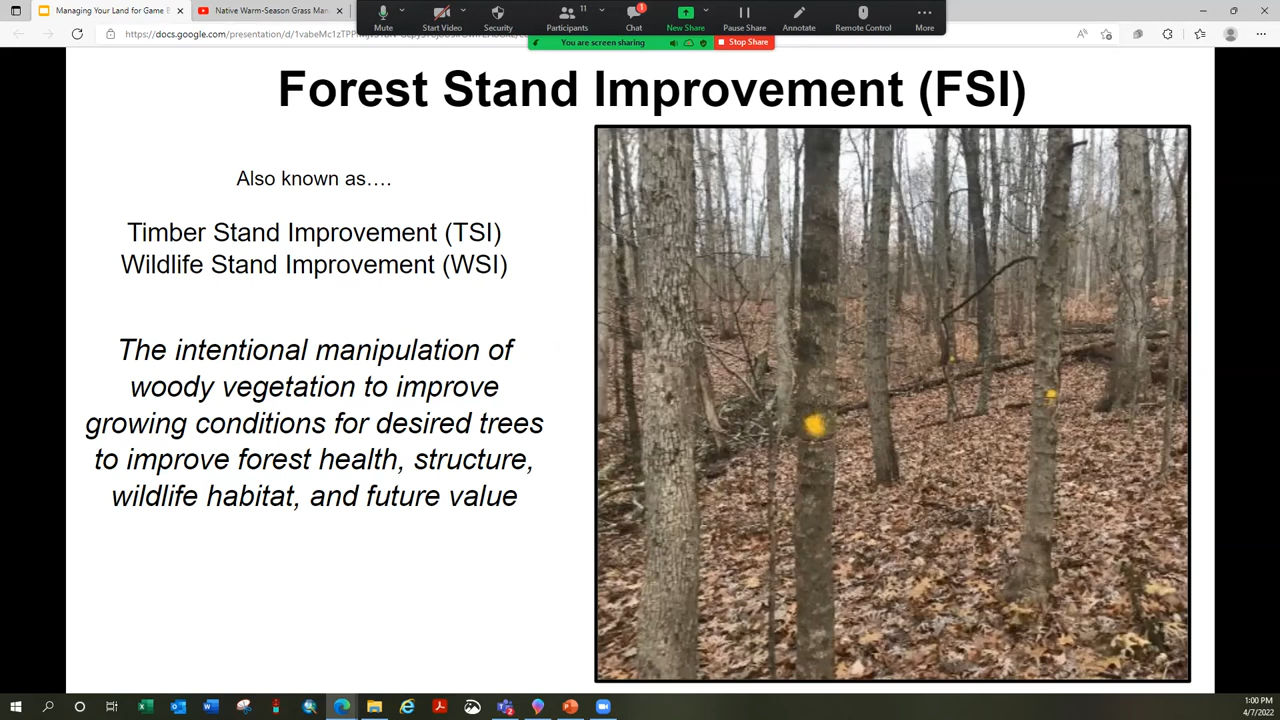 Managing Your Land for Game B
Native Warm-Season Grass Man
Mute
Start Video
Security
11
Participants
1
Chat
New Share
Pause Share
Annotate
Remote Control
More
You are screen sharing
Stop Share
Forest Stand Improvement (FSI)
Also known as….
Timber Stand Improvement (TSI)
Wildlife Stand Improvement (WSI)
The intentional manipulation of
woody vegetation to improve
growing conditions for desired trees
to improve forest health, structure,
wildlife habitat, and future value
1:00 PM
4/7/2022